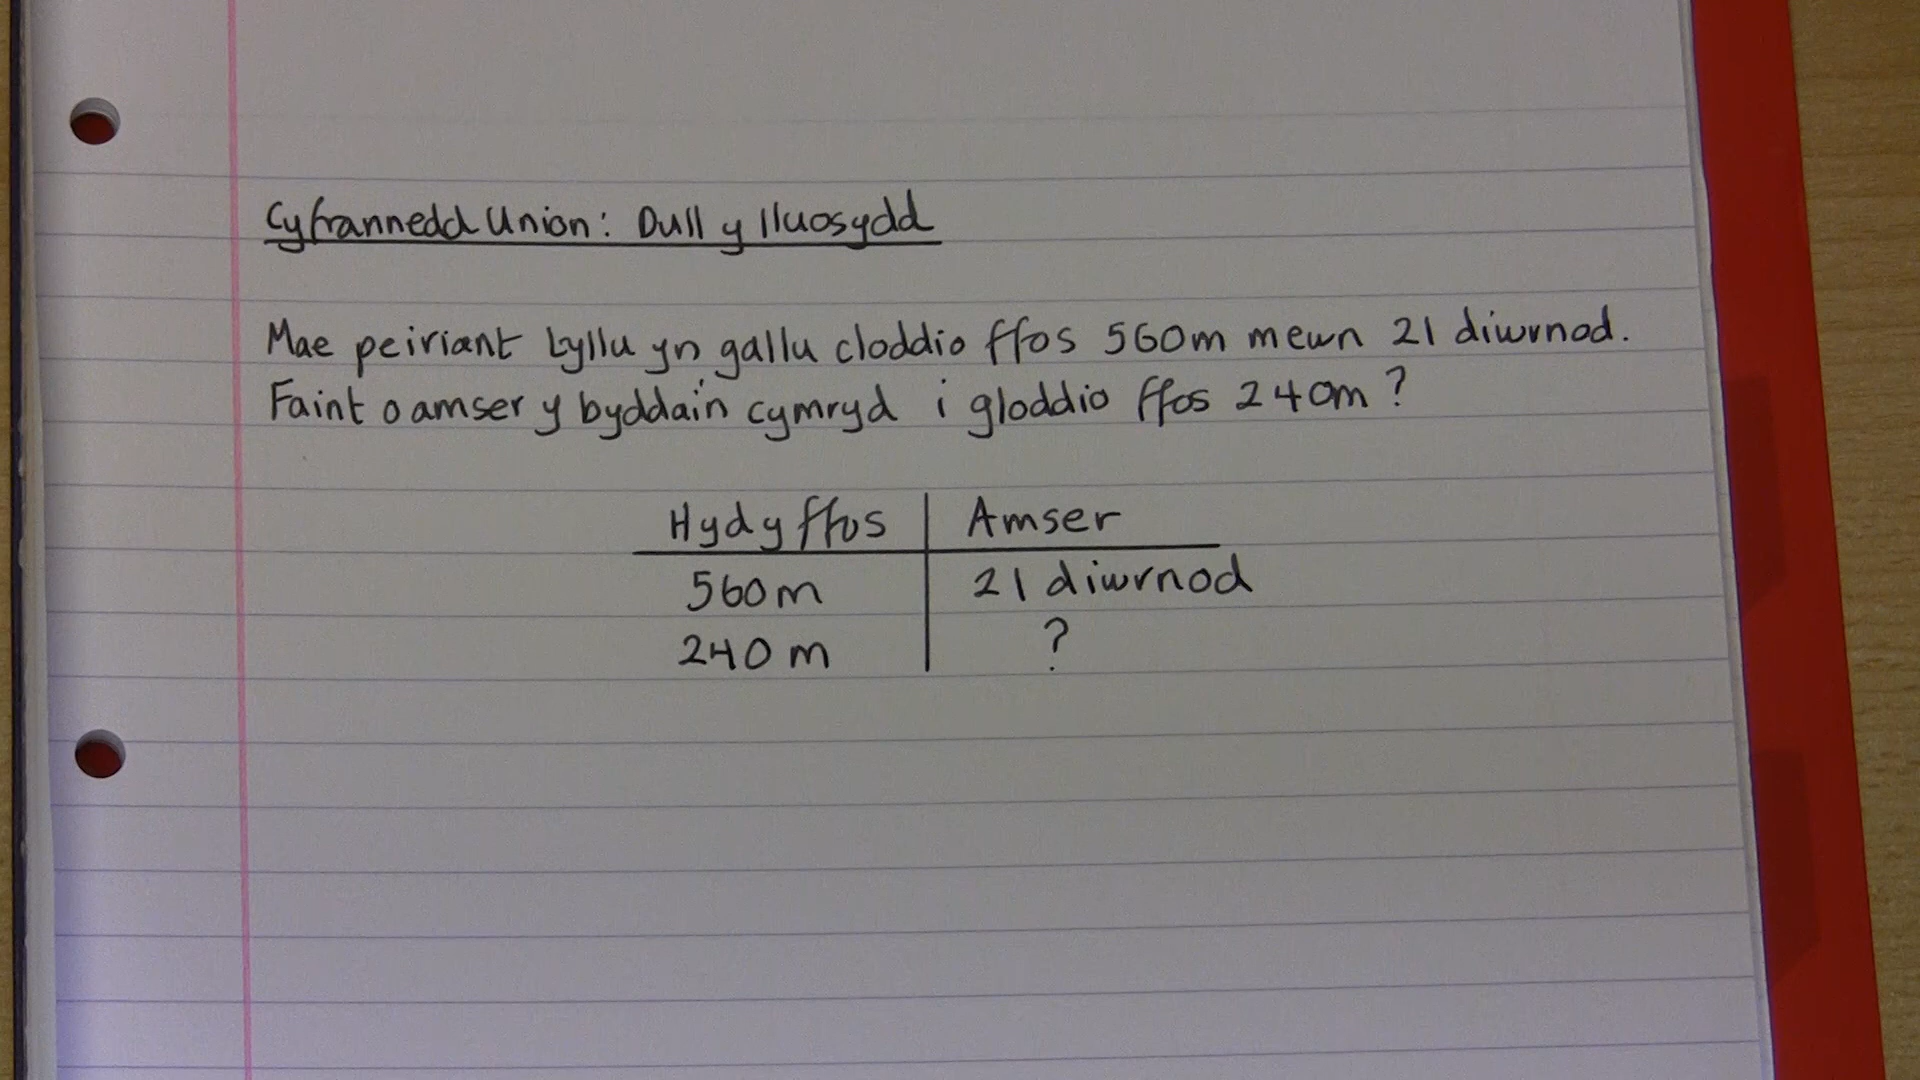 Cyfrannedd Union: Dull y lluosydd
Mae peiriant tyllu yn gallu cloddio ffos 560m mewn 21 diwrnod.
Faint o amser y byddai'n cymryd i gloddio ffos 240m?
Hyd y ffos Amser
560m 21 diwrnod
240m ?